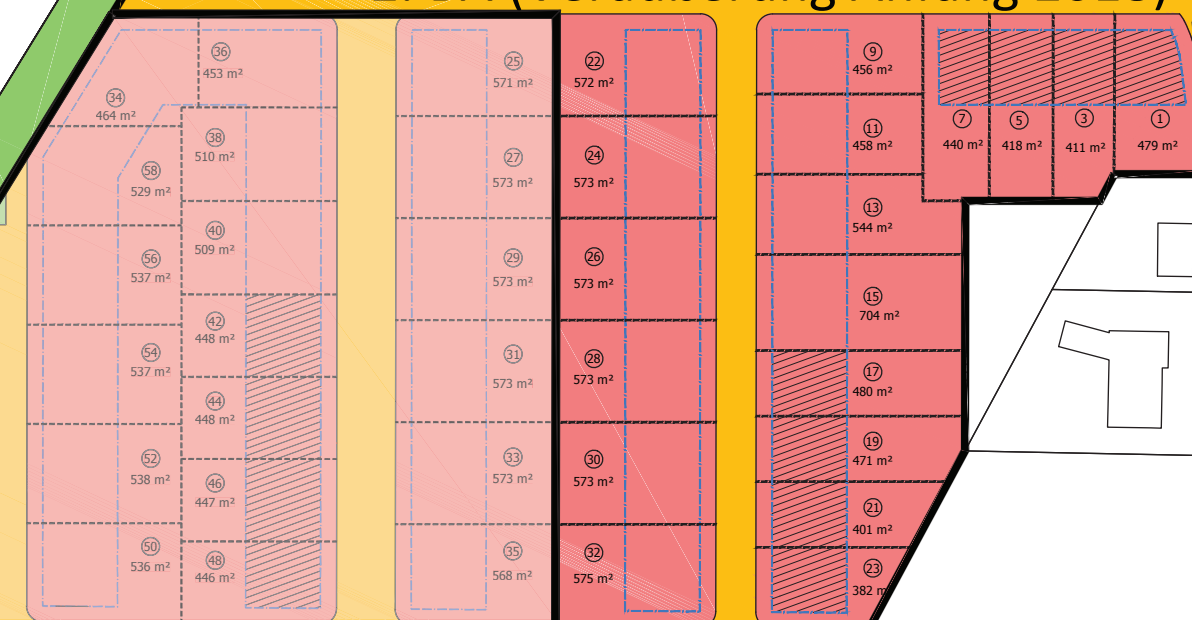 36
453 m²
34
464 m²
38
510 m²
58
529 m²
40
509 m²
56
537 m²
42
448 m²
54
537 m²
44
448 m²
52
538 m²
46
447 m²
50
536 m²
48
446 m²
25
571 m²
27
573 m²
29
573 m²
31
573 m²
33
573 m²
35
568 m²
22
572 m²
24
573 m²
26
573 m²
28
573 m²
30
573 m²
32
575 m²
9
456 m²
11
458 m²
13
544 m²
15
704 m²
17
480 m²
19
471 m²
21
401 m²
23
382 m
7
440 m²
5
418 m²
3
411 m²
1
479 m²